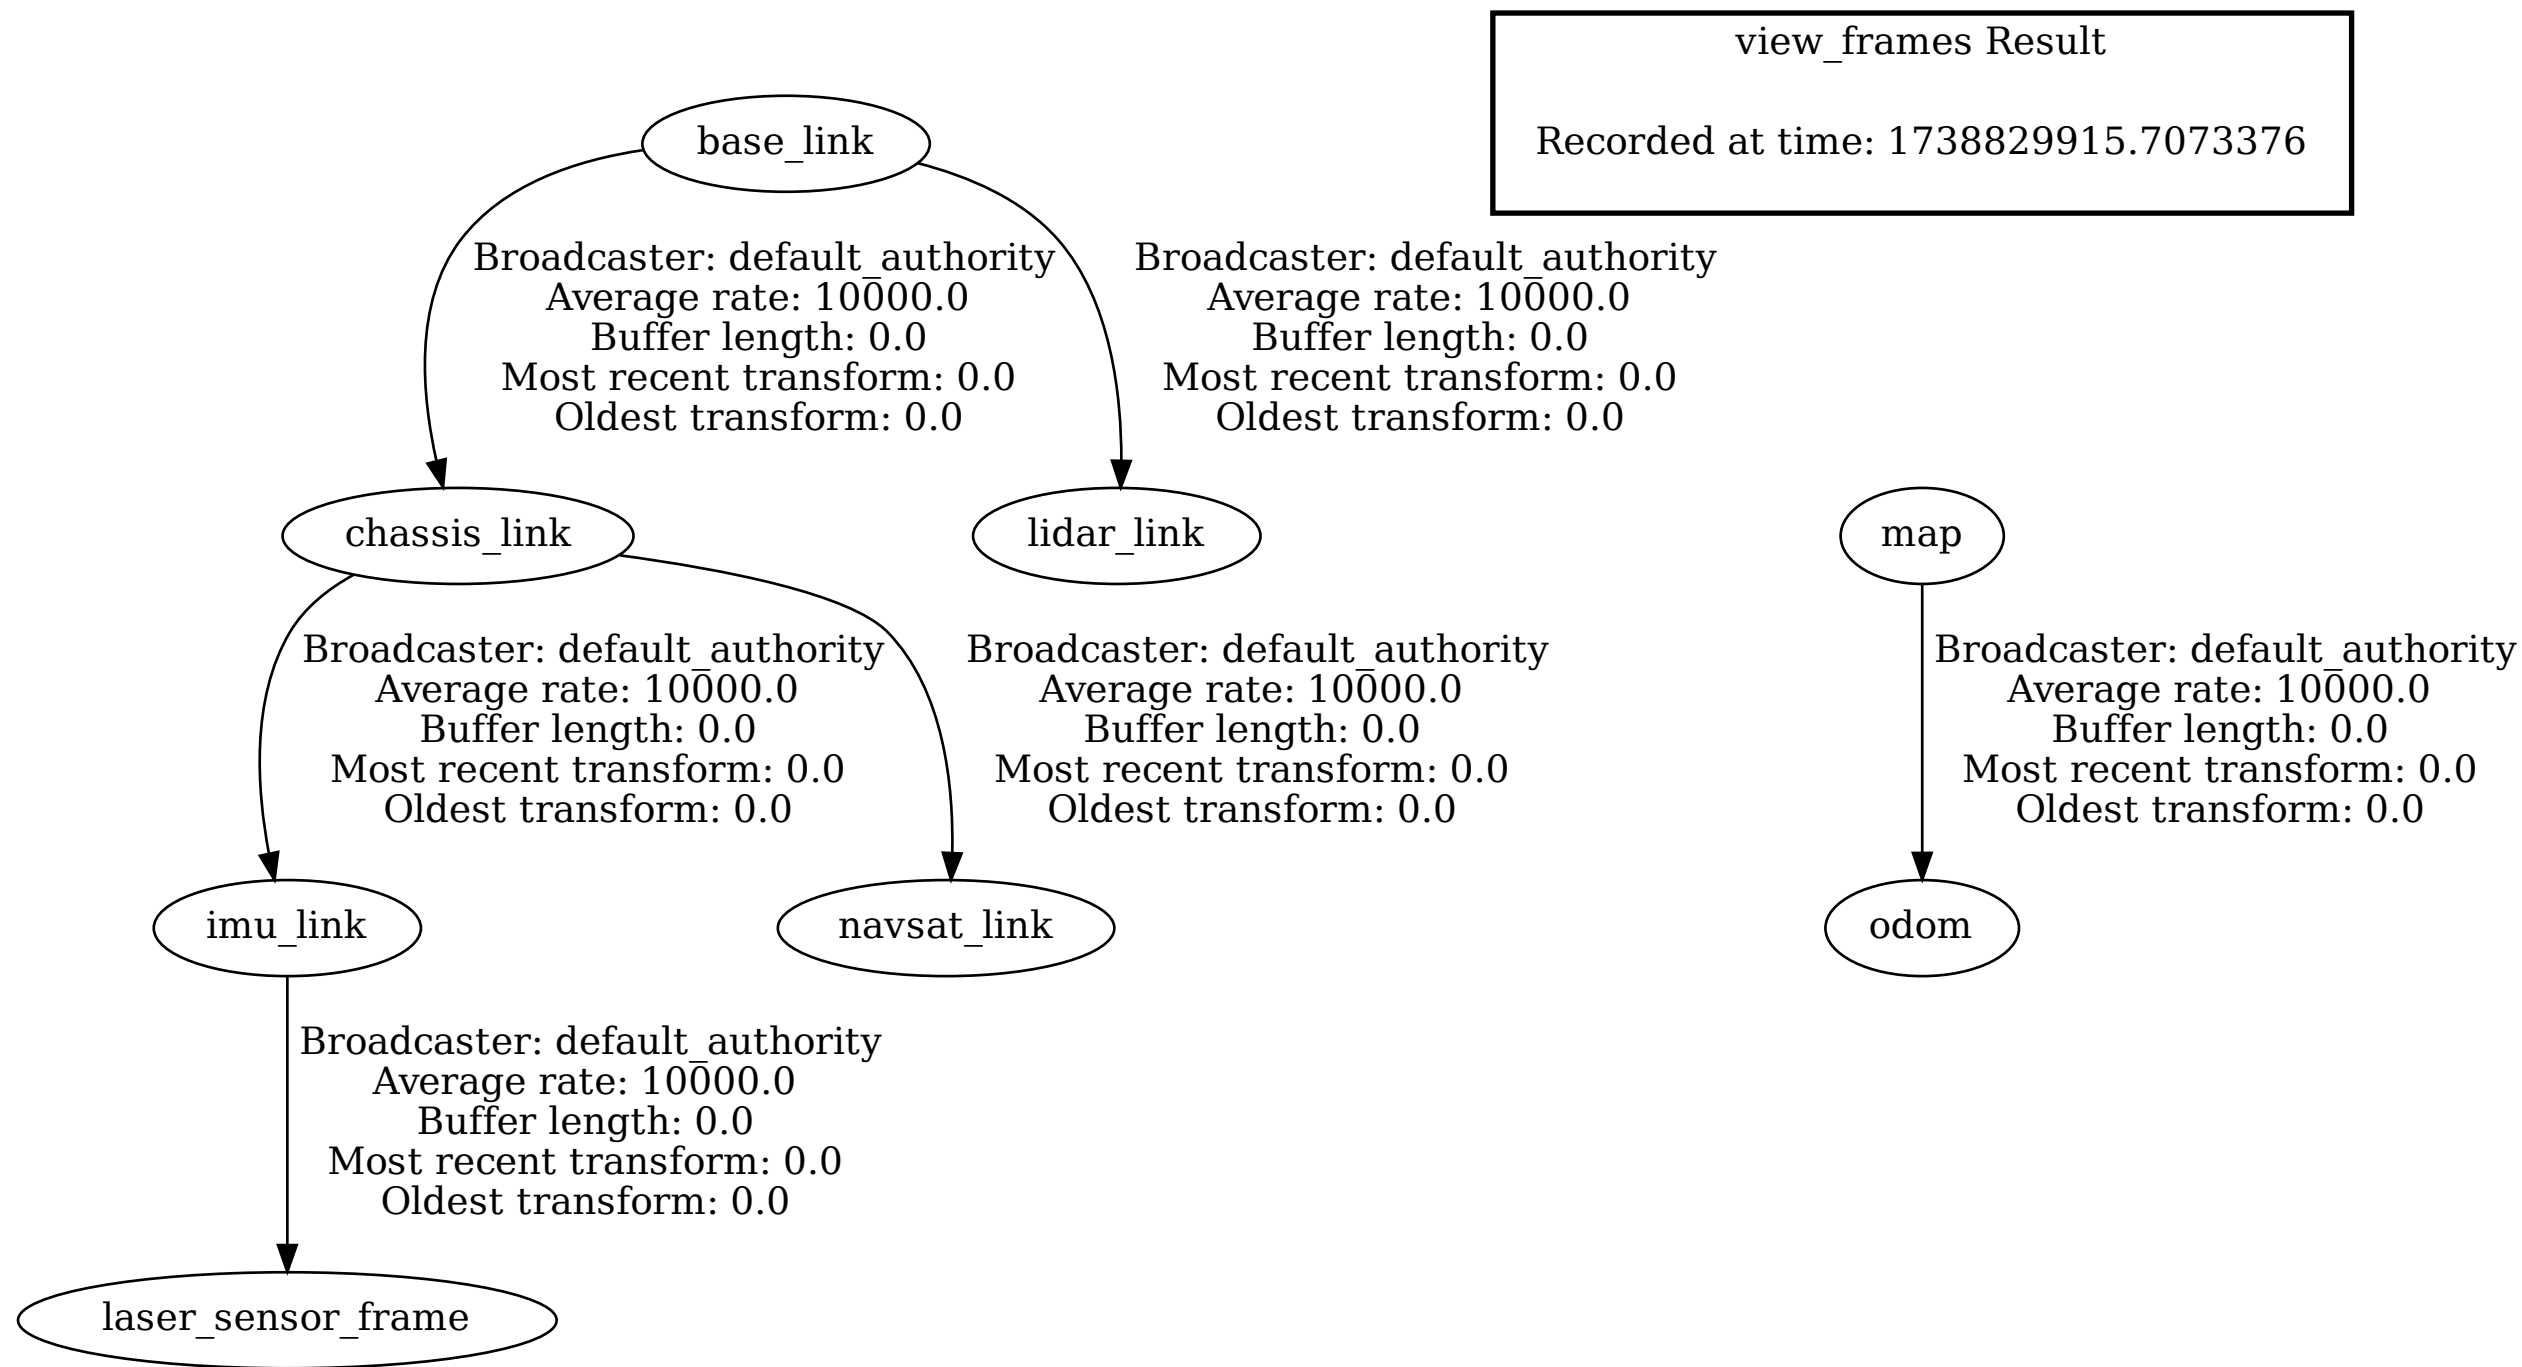 view_frames Result
Recorded at time: 1738829915.7073376
base_link
Broadcaster: default_authority
Average rate: 10000.0
Buffer length: 0.0
Most recent transform: 0.0
Oldest transform: 0.0
Broadcaster: default_authority
Average rate: 10000.0
Buffer length: 0.0
Most recent transform: 0.0
Oldest transform: 0.0
chassis_link
lidar_link
map
Broadcaster: default_authority
Average rate: 10000.0
Buffer length: 0.0
Most recent transform: 0.0
Oldest transform: 0.0
Broadcaster: default_authority
Average rate: 10000.0
Buffer length: 0.0
Most recent transform: 0.0
Oldest transform: 0.0
Broadcaster: default_authority
Average rate: 10000.0
Buffer length: 0.0
Most recent transform: 0.0
Oldest transform: 0.0
imu_link
navsat_link
odom
Broadcaster: default_authority
Average rate: 10000.0
Buffer length: 0.0
Most recent transform: 0.0
Oldest transform: 0.0
laser_sensor_frame